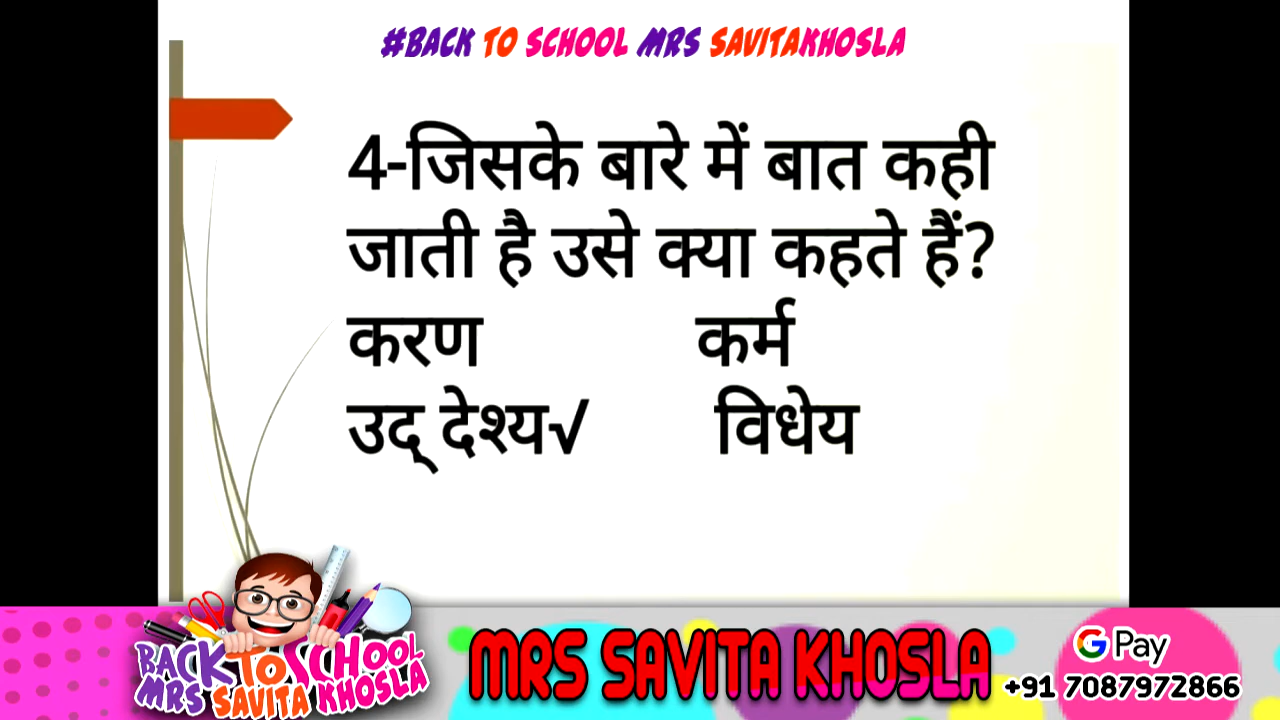 #BACK TO SCHOOL MRS SAVITAKHOSLA
4-जिसके बारे में बात कही
जाती है उसे क्या कहते हैं?
करण कर्म
उद् देश्य√ विधेय
BACK TO SCHOOL
MRS SAVITA KHOSLA
MRS SAVITA KHOSLA
G Pay
+91 7087972866